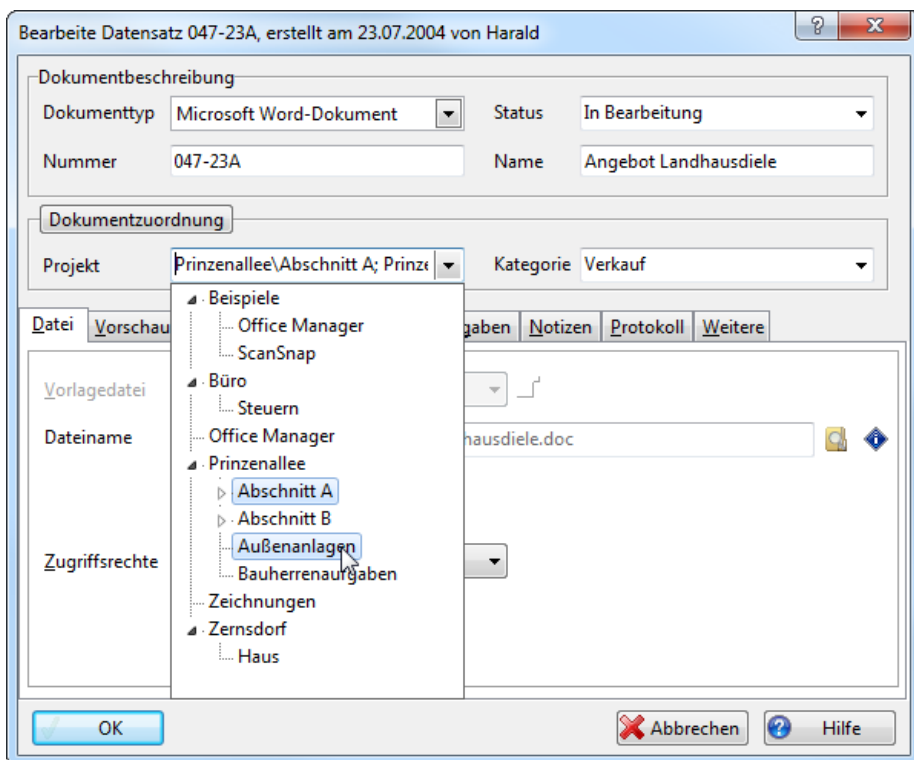 Bearbeite Datensatz 047-23A, erstellt am 23.07.2004 von Harald
Dokumentbeschreibung
Dokumenttyp Microsoft Word-Dokument Status In Bearbeitung
Nummer 047-23A Name Angebot Landhausdiele
Dokumentzuordnung
Projekt Prinzenallee\Abschnitt A; Prinze Kategorie Verkauf
Datei Vorschau gaben Notizen Protokoll Weitere
Beispiele
Office Manager
ScanSnap
Büro
Steuern
Office Manager
Prinzenallee
Abschnitt A
Abschnitt B
Außenanlagen
Bauherrenaufgaben
Zeichnungen
Zernsdorf
Haus
Vorlagedatei
Dateiname hausdiele.doc
Zugriffsrechte
OK Abbrechen Hilfe